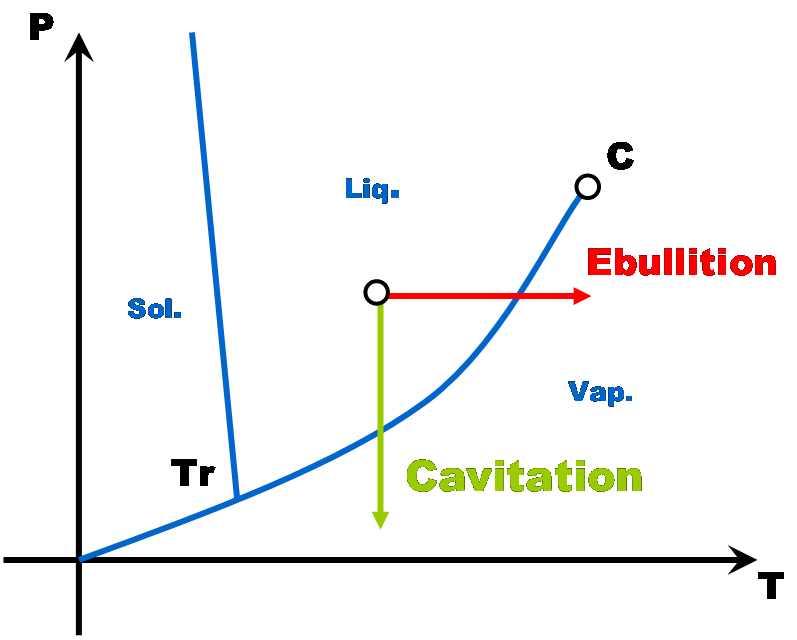 P
C
Liq.
Ebullition
Sol.
Vap.
Tr
Cavitation
T